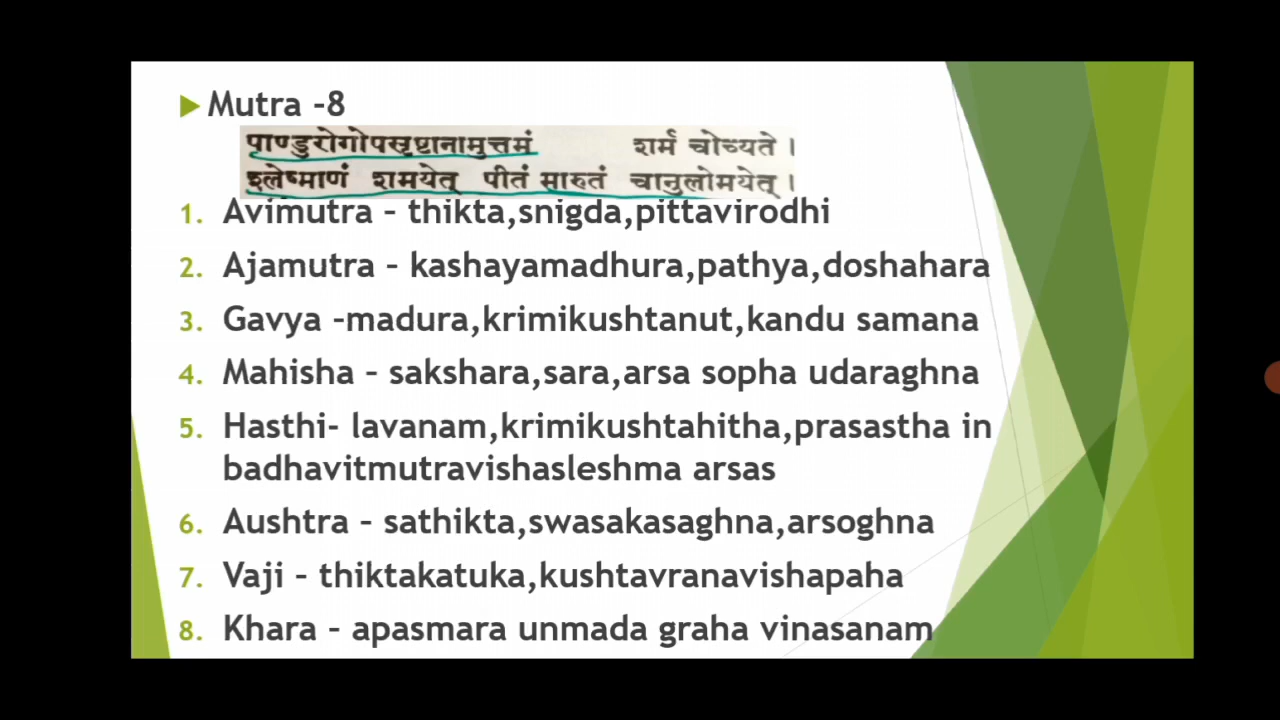 Mutra -8
पाण्डुरोगोपसृष्टानामुत्तमं शर्म चोच्यते ।
श्लेष्माणं शमयेत् पीतं मारुतं चानुलोमयेत् ।
1. Avimutra – thikta,snigda,pittavirodhi
2. Ajamutra – kashayamadhura,pathya,doshahara
3. Gavya –madura,krimikushtanut,kandu samana
4. Mahisha – sakshara,sara,arsa sopha udaraghna
5. Hasthi- lavanam,krimikushtahitha,prasastha in
badhavitmutravishasleshma arsas
6. Aushtra – sathikta,swasakasaghna,arsoghna
7. Vaji – thiktakatuka,kushtavranavishapaha
8. Khara – apasmara unmada graha vinasanam